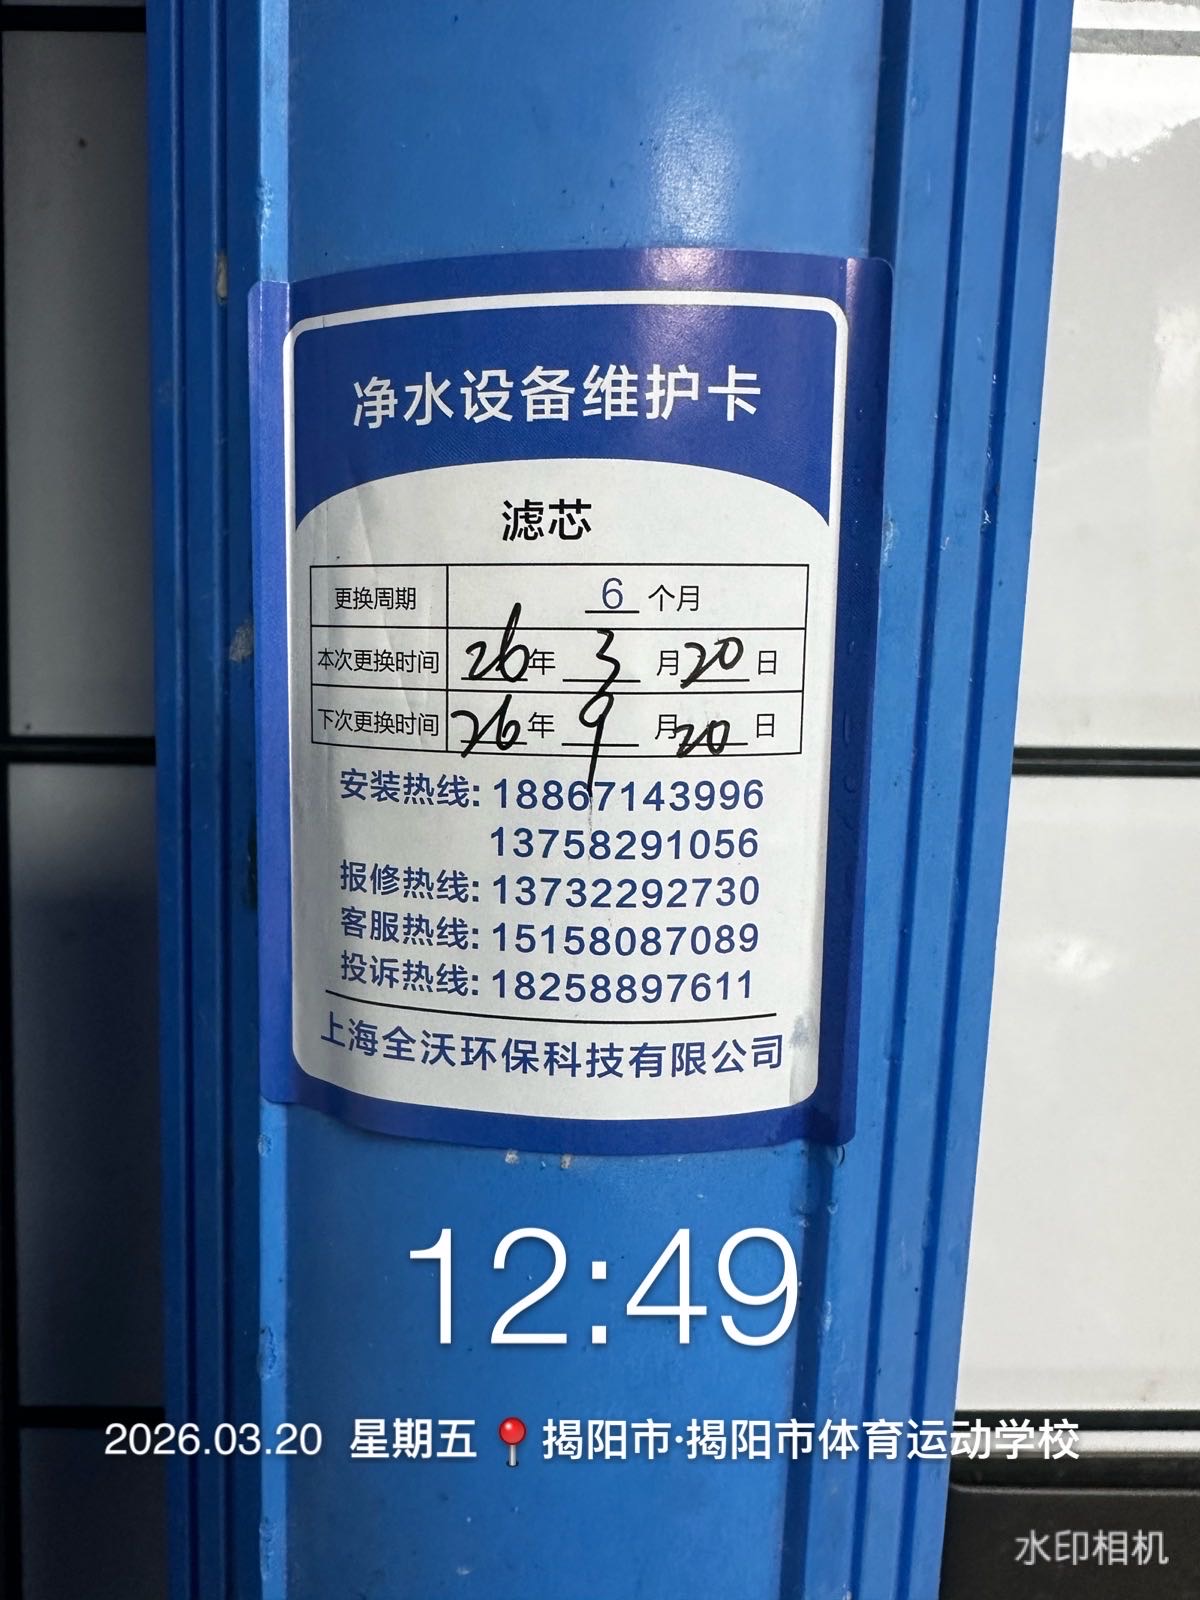 净水设备维护卡
滤芯
更换周期 6 个月
本次更换时间 26年 3 月20日
下次更换时间 26年 9 月20日
安装热线: 18867143996
13758291056
报修热线: 13732292730
客服热线: 15158087089
投诉热线: 18258897611
上海全沃环保科技有限公司
12:49
2026.03.20 星期五 揭阳市·揭阳市体育运动学校
水印相机